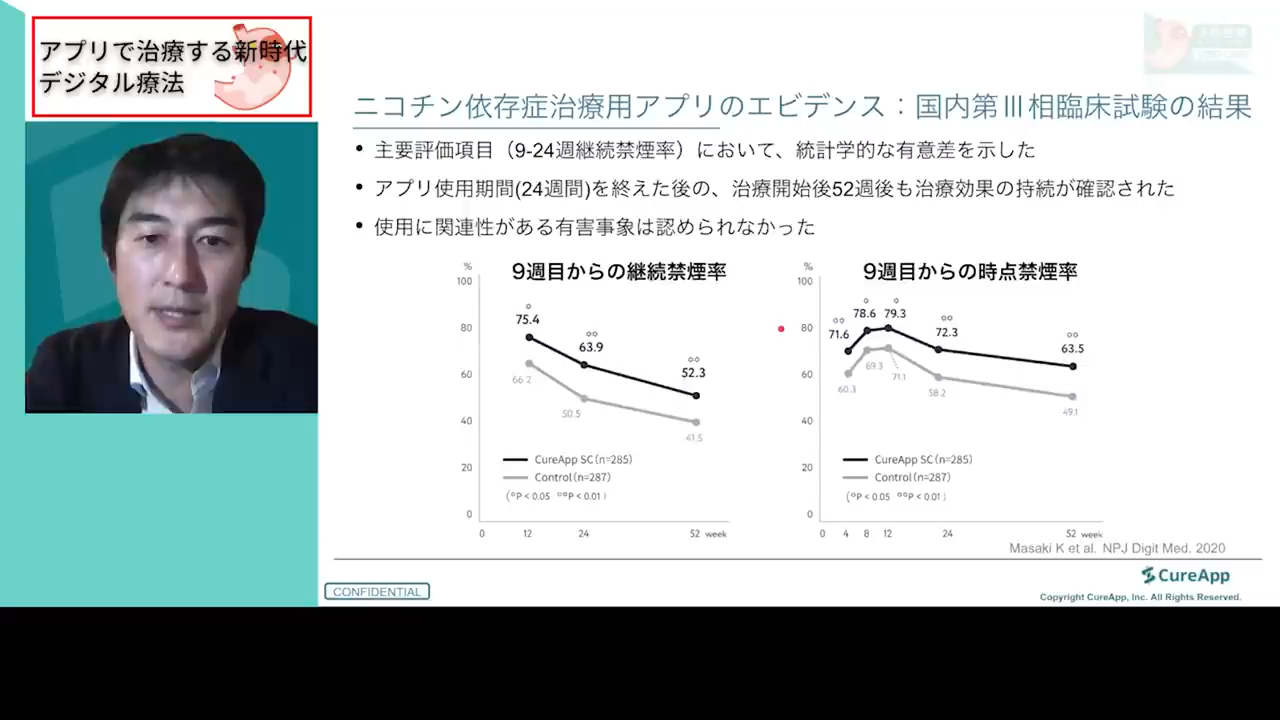 アプリで治療する新時代
デジタル療法
ニコチン依存症治療用アプリのエビデンス：国内第Ⅲ相臨床試験の結果
• 主要評価項目（9-24週継続禁煙率）において、統計学的な有意差を示した
• アプリ使用期間(24週間)を終えた後の、治療開始後52週後も治療効果の持続が確認された
• 使用に関連性がある有害事象は認められなかった
9週目からの継続禁煙率
%
100
80
60
40
20
0
75.4
63.9
52.3
66.2
50.5
41.5
CureApp SC (n=285)
Control (n=287)
(°P < 0.05 °°P < 0.01 )
0 12 24 52 week
9週目からの時点禁煙率
%
100
80
60
40
20
0
71.6
78.6
79.3
72.3
63.5
60.3
69.3
71.1
58.2
49.1
CureApp SC (n=285)
Control (n=287)
(°P < 0.05 °°P < 0.01 )
0 4 8 12 24 52 week
Masaki K et al. NPJ Digit Med. 2020
CONFIDENTIAL
CureApp
Copyright CureApp, Inc. All Rights Reserved.